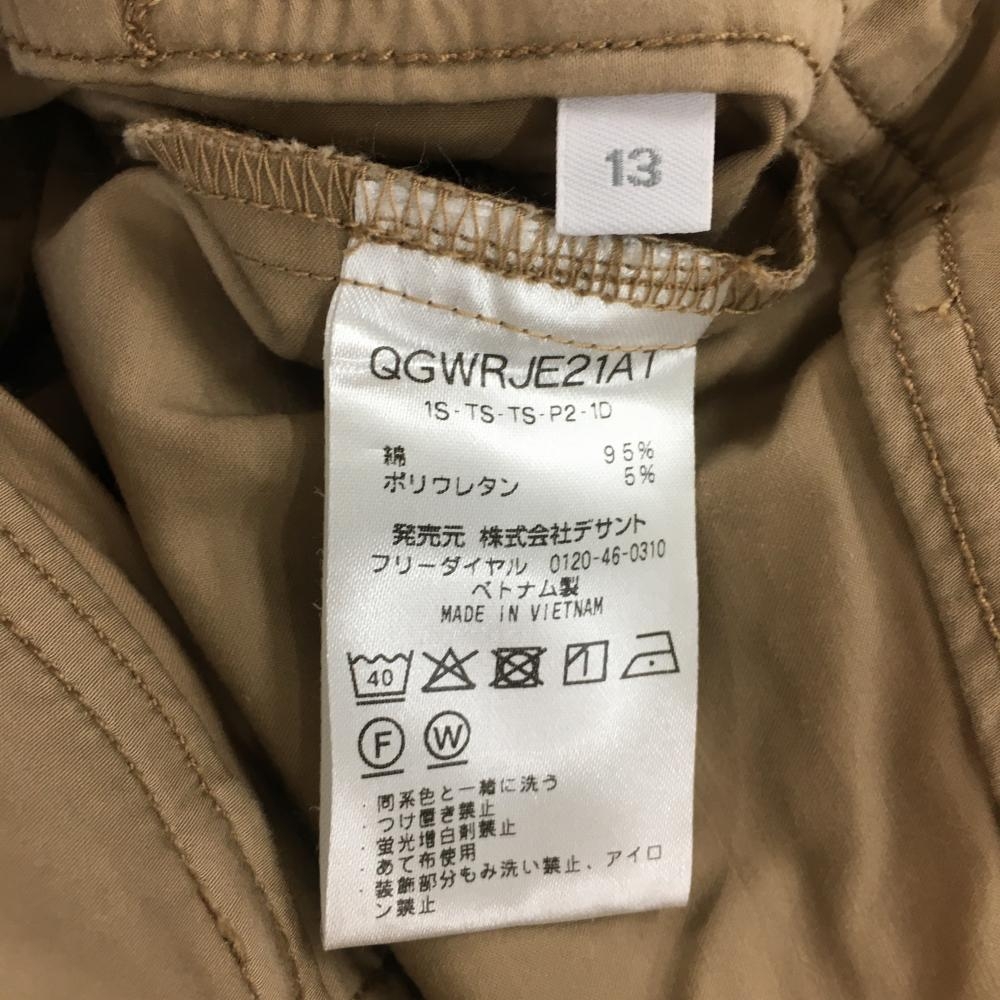 13
QGWRJE21A1
1S-TS-TS-P2-1D
綿 95%
ポリウレタン 5%
発売元 株式会社デサント
フリーダイヤル 0120-46-0310
ベトナム製
MADE IN VIETNAM
40
F W
・同系色と一緒に洗う
・つけ置き禁止
・蛍光増白剤禁止
・あて布使用
・装飾部分もみ洗い禁止、アイロ
ン禁止